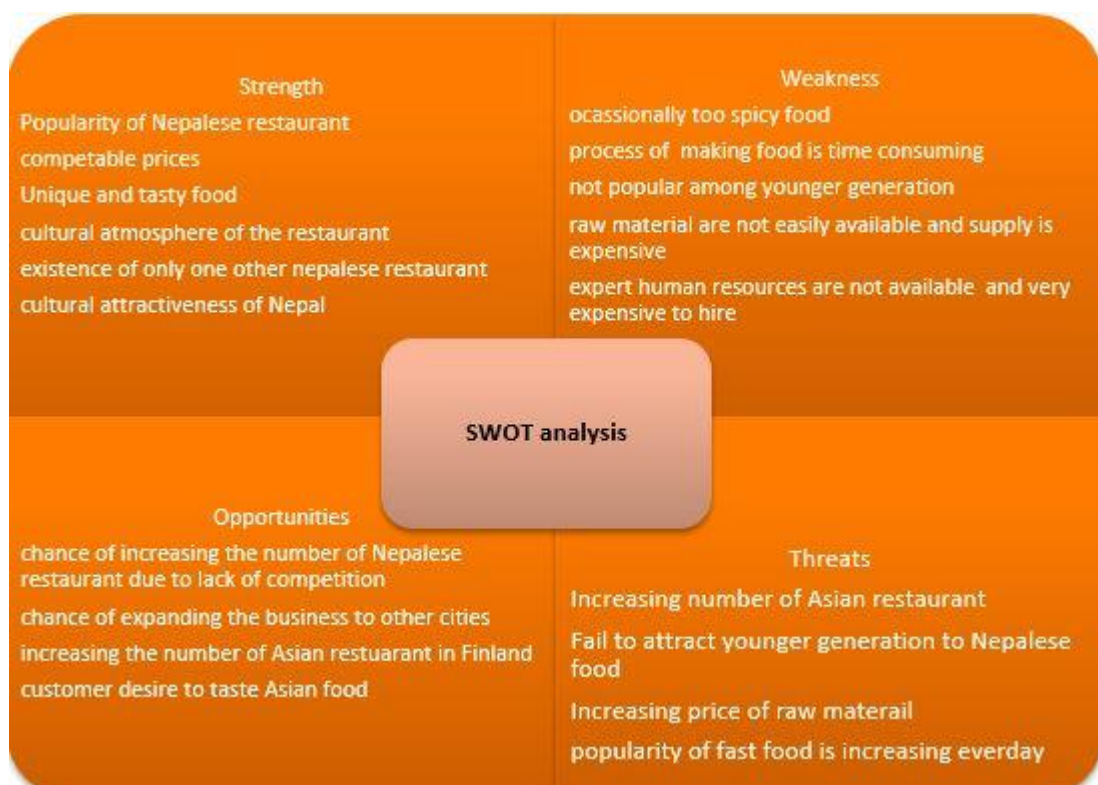 Strength
Popularity of Nepalese restaurant
competable prices
Unique and tasty food
cultural atmosphere of the restaurant
existence of only one other nepalese restaurant
cultural attractiveness of Nepal
Weakness
ocassionally too spicy food
process of making food is time consuming
not popular among younger generation
raw material are not easily available and supply is
expensive
expert human resources are not available and very
expensive to hire
SWOT analysis
Opportunities
chance of increasing the number of Nepalese
restaurant due to lack of competition
chance of expanding the business to other cities
increasing the number of Asian restuarant in Finland
customer desire to taste Asian food
Threats
Increasing number of Asian restaurant
Fail to attract younger generation to Nepalese
food
Increasing price of raw materail
popularity of fast food is increasing everday